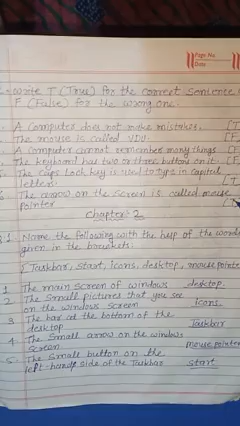 Page No.
Date
- Write T (True) for the correct sentence
F (False) for the wrong one.
A Computer does not make mistakes. [T
The mouse is called VDU. [F
A Computer cannot remember many things. [F
The keyboard has two or three buttons on it. [F
The Caps Lock key is used to type in capital
letters. [T
The arrow on the screen is called mouse
pointer [T
Chapter: 2
1. Name the following with the help of the words
given in the brackets:
[Taskbar, start, icons, desktop, mouse pointer
1 The main screen of windows desktop.
2 The Small pictures that you see
on the windows screen. icons.
3 The bar at the bottom of the
desktop Taskbar
4. The Small arrow on the windows
screen mouse pointer
5. The Small button on the
left-hand side of the Taskbar start